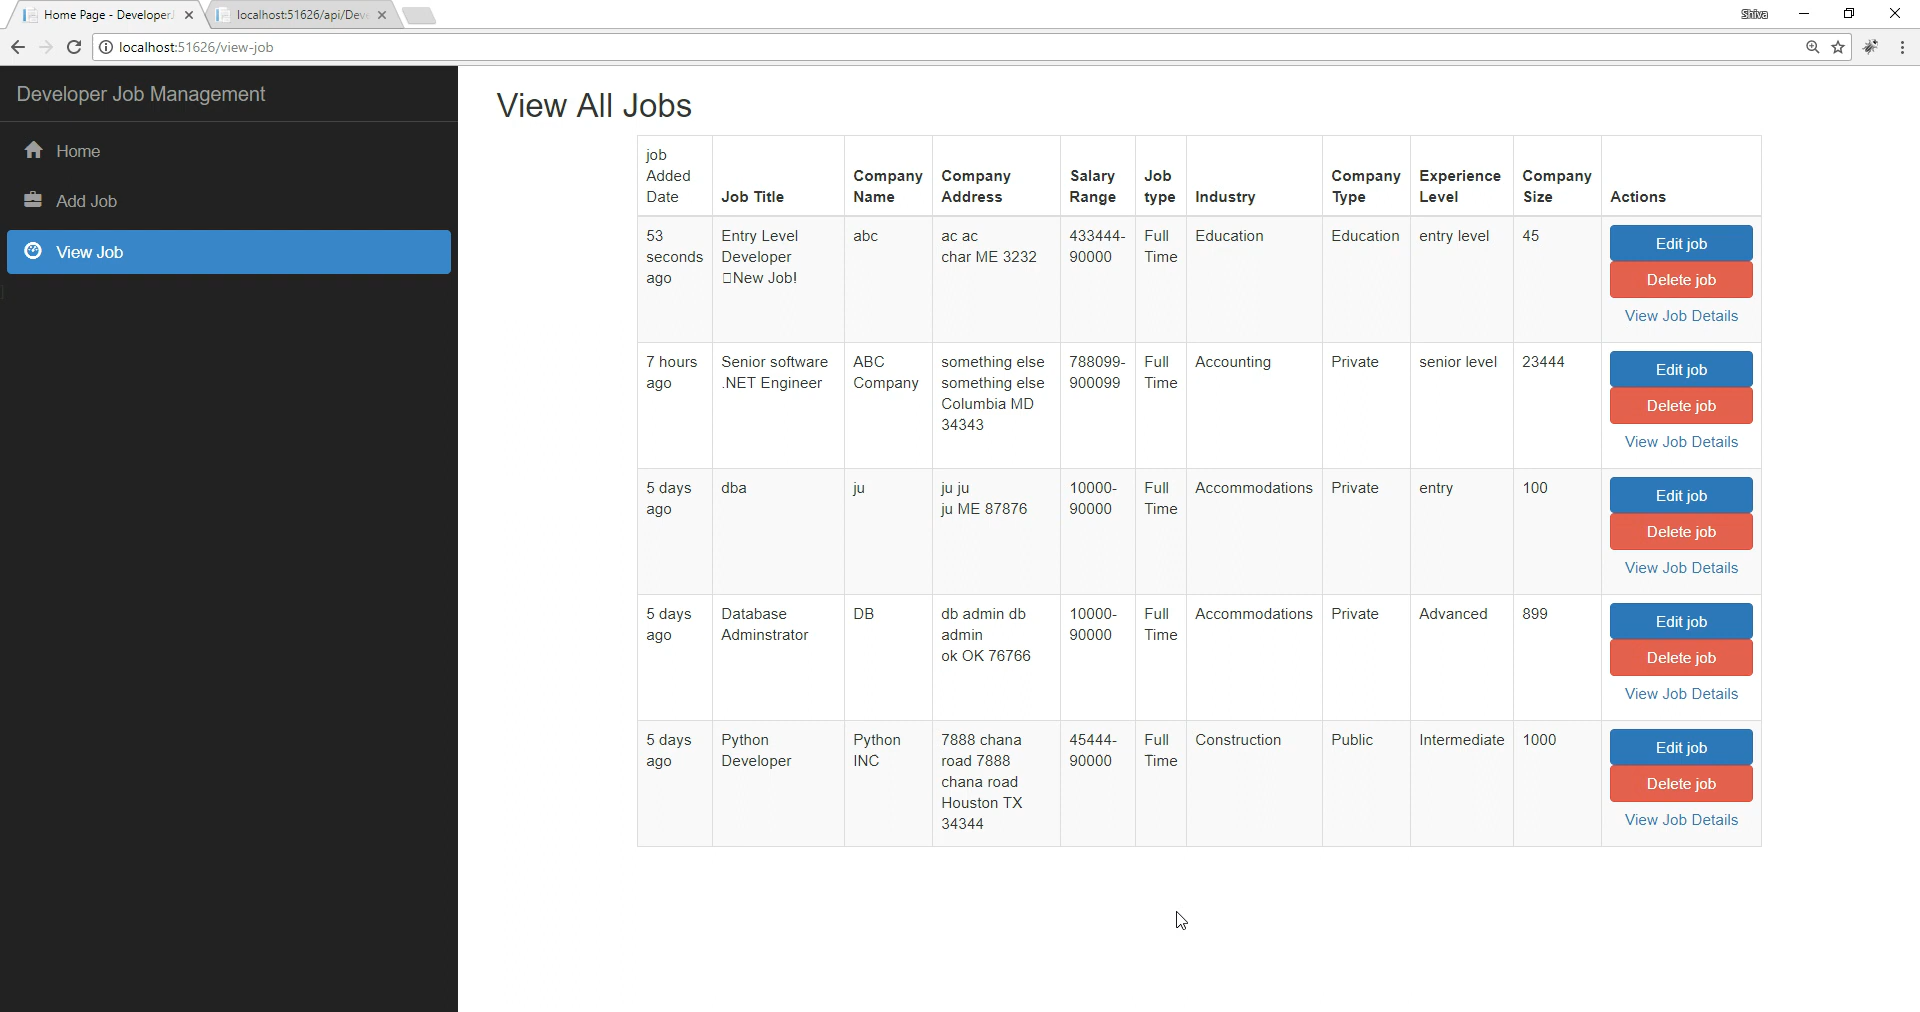 Home Page - Developer
localhost:51626/api/Dev
Shiva
localhost:51626/view-job
Developer Job Management
Home
Add Job
View Job
View All Jobs
job Added Date
Job Title
Company Name
Company Address
Salary Range
Job type
Industry
Company Type
Experience Level
Company Size
Actions
53 seconds ago
Entry Level Developer
New Job!
abc
ac ac
char ME 3232
433444-90000
Full Time
Education
Education
entry level
45
Edit job
Delete job
View Job Details
7 hours ago
Senior software .NET Engineer
ABC Company
something else something else
Columbia MD 34343
788099-900099
Full Time
Accounting
Private
senior level
23444
Edit job
Delete job
View Job Details
5 days ago
dba
ju
ju ju
ju ME 87876
10000-90000
Full Time
Accommodations
Private
entry
100
Edit job
Delete job
View Job Details
5 days ago
Database Adminstrator
DB
db admin db admin
ok OK 76766
10000-90000
Full Time
Accommodations
Private
Advanced
899
Edit job
Delete job
View Job Details
5 days ago
Python Developer
Python INC
7888 chana road 7888 chana road
Houston TX 34344
45444-90000
Full Time
Construction
Public
Intermediate
1000
Edit job
Delete job
View Job Details